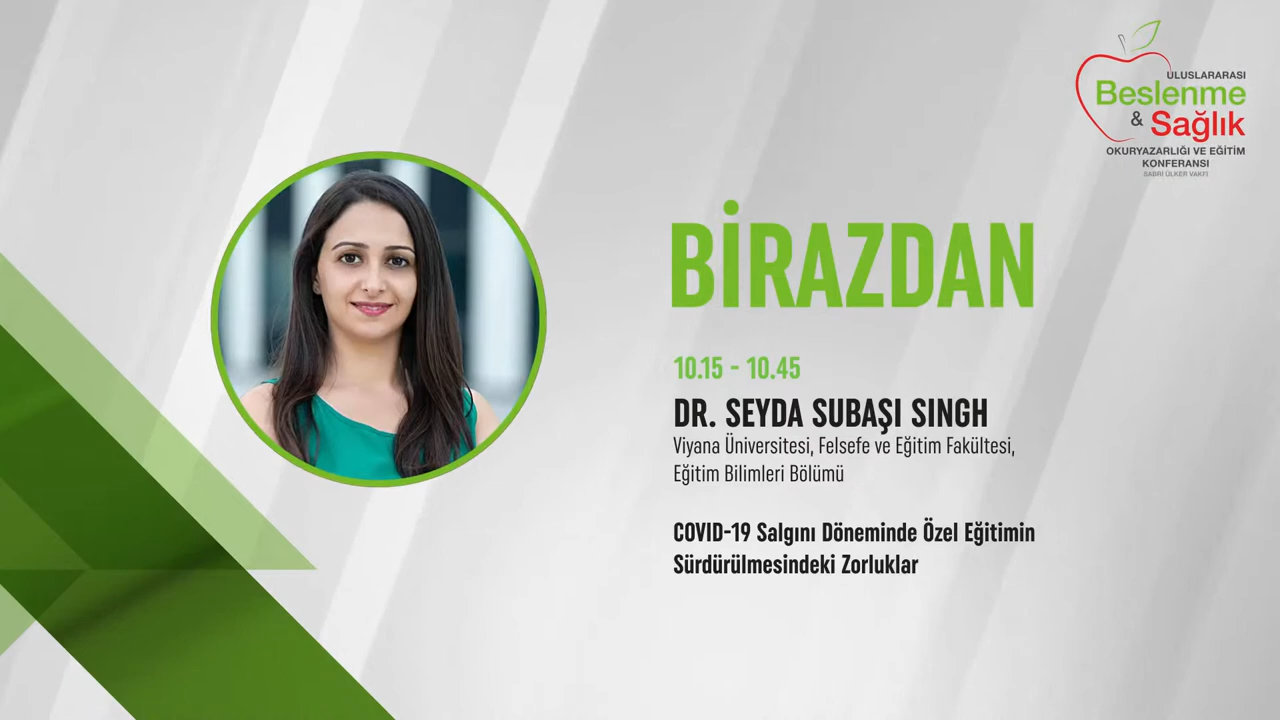 ULUSLARARASI
Beslenme
& Sağlık
OKURYAZARLIĞI VE EĞİTİM
KONFERANSI
SABRİ ÜLKER VAKFI
BİRAZDAN
10.15 - 10.45
DR. SEYDA SUBAŞI SINGH
Viyana Üniversitesi, Felsefe ve Eğitim Fakültesi,
Eğitim Bilimleri Bölümü
COVID-19 Salgını Döneminde Özel Eğitimin
Sürdürülmesindeki Zorluklar